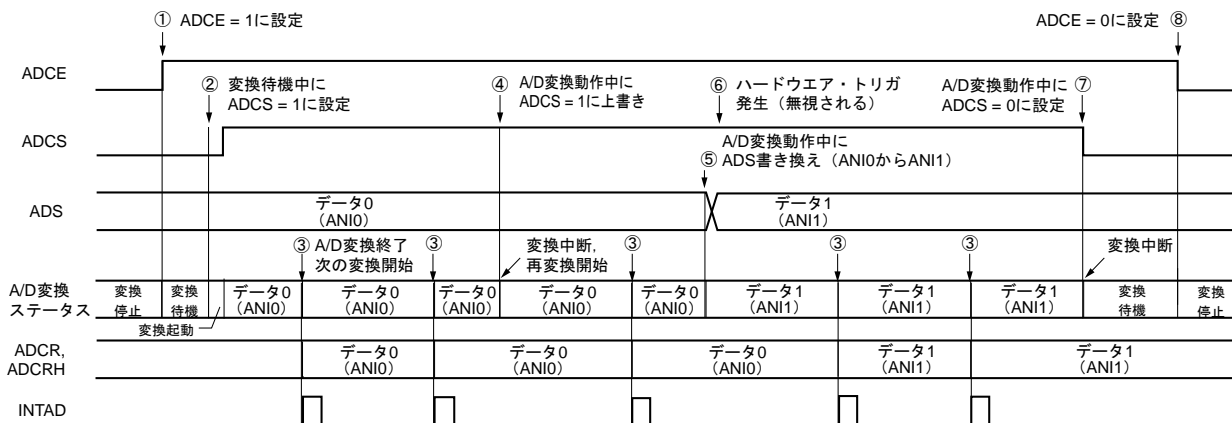 ① ADCE = 1に設定
ADCE = 0に設定 ⑧
ADCE
② 変換待機中に
ADCS = 1に設定
④ A/D変換動作中に
ADCS = 1に上書き
⑥ ハードウエア・トリガ
発生（無視される）
A/D変換動作中に ⑦
ADCS = 0に設定
ADCS
A/D変換動作中に
⑤ ADS書き換え（ANI0からANI1）
ADS
データ0
(ANI0)
データ1
(ANI1)
③ A/D変換終了
次の変換開始
③
変換中断,
再変換開始
③
③
③
変換中断
A/D変換
ステータス
変換
停止
変換
待機
変換起動
データ0
(ANI0)
データ0
(ANI0)
データ0
(ANI0)
データ0
(ANI0)
データ0
(ANI0)
データ1
(ANI1)
データ1
(ANI1)
データ1
(ANI1)
変換
待機
変換
停止
ADCR,
ADCRH
データ0
(ANI0)
データ0
(ANI0)
データ0
(ANI0)
データ1
(ANI1)
データ1
(ANI1)
INTAD